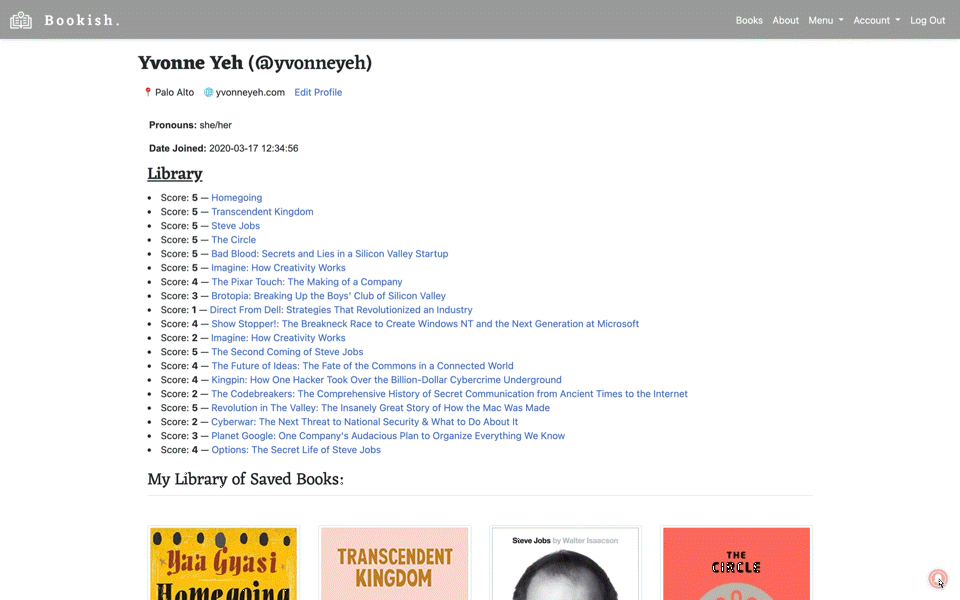 Bookish.
Books About Menu Account Log Out
Yvonne Yeh (@yvonneyeh)
Palo Alto yvonneyeh.com Edit Profile
Pronouns: she/her
Date Joined: 2020-03-17 12:34:56
Library
Score: 5 — Homegoing
Score: 5 — Transcendent Kingdom
Score: 5 — Steve Jobs
Score: 5 — The Circle
Score: 5 — Bad Blood: Secrets and Lies in a Silicon Valley Startup
Score: 5 — Imagine: How Creativity Works
Score: 4 — The Pixar Touch: The Making of a Company
Score: 3 — Brotopia: Breaking Up the Boys' Club of Silicon Valley
Score: 1 — Direct From Dell: Strategies That Revolutionized an Industry
Score: 4 — Show Stopper!: The Breakneck Race to Create Windows NT and the Next Generation at Microsoft
Score: 2 — Imagine: How Creativity Works
Score: 5 — The Second Coming of Steve Jobs
Score: 4 — The Future of Ideas: The Fate of the Commons in a Connected World
Score: 4 — Kingpin: How One Hacker Took Over the Billion-Dollar Cybercrime Underground
Score: 2 — The Codebreakers: The Comprehensive History of Secret Communication from Ancient Times to the Internet
Score: 5 — Revolution in The Valley: The Insanely Great Story of How the Mac Was Made
Score: 2 — Cyberwar: The Next Threat to National Security & What to Do About It
Score: 3 — Planet Google: One Company's Audacious Plan to Organize Everything We Know
Score: 4 — Options: The Secret Life of Steve Jobs
My Library of Saved Books:
Yaa Gyasi
Homegoing
TRANSCENDENT
KINGDOM
Steve Jobs by Walter Isaacson
THE
CIRCLE